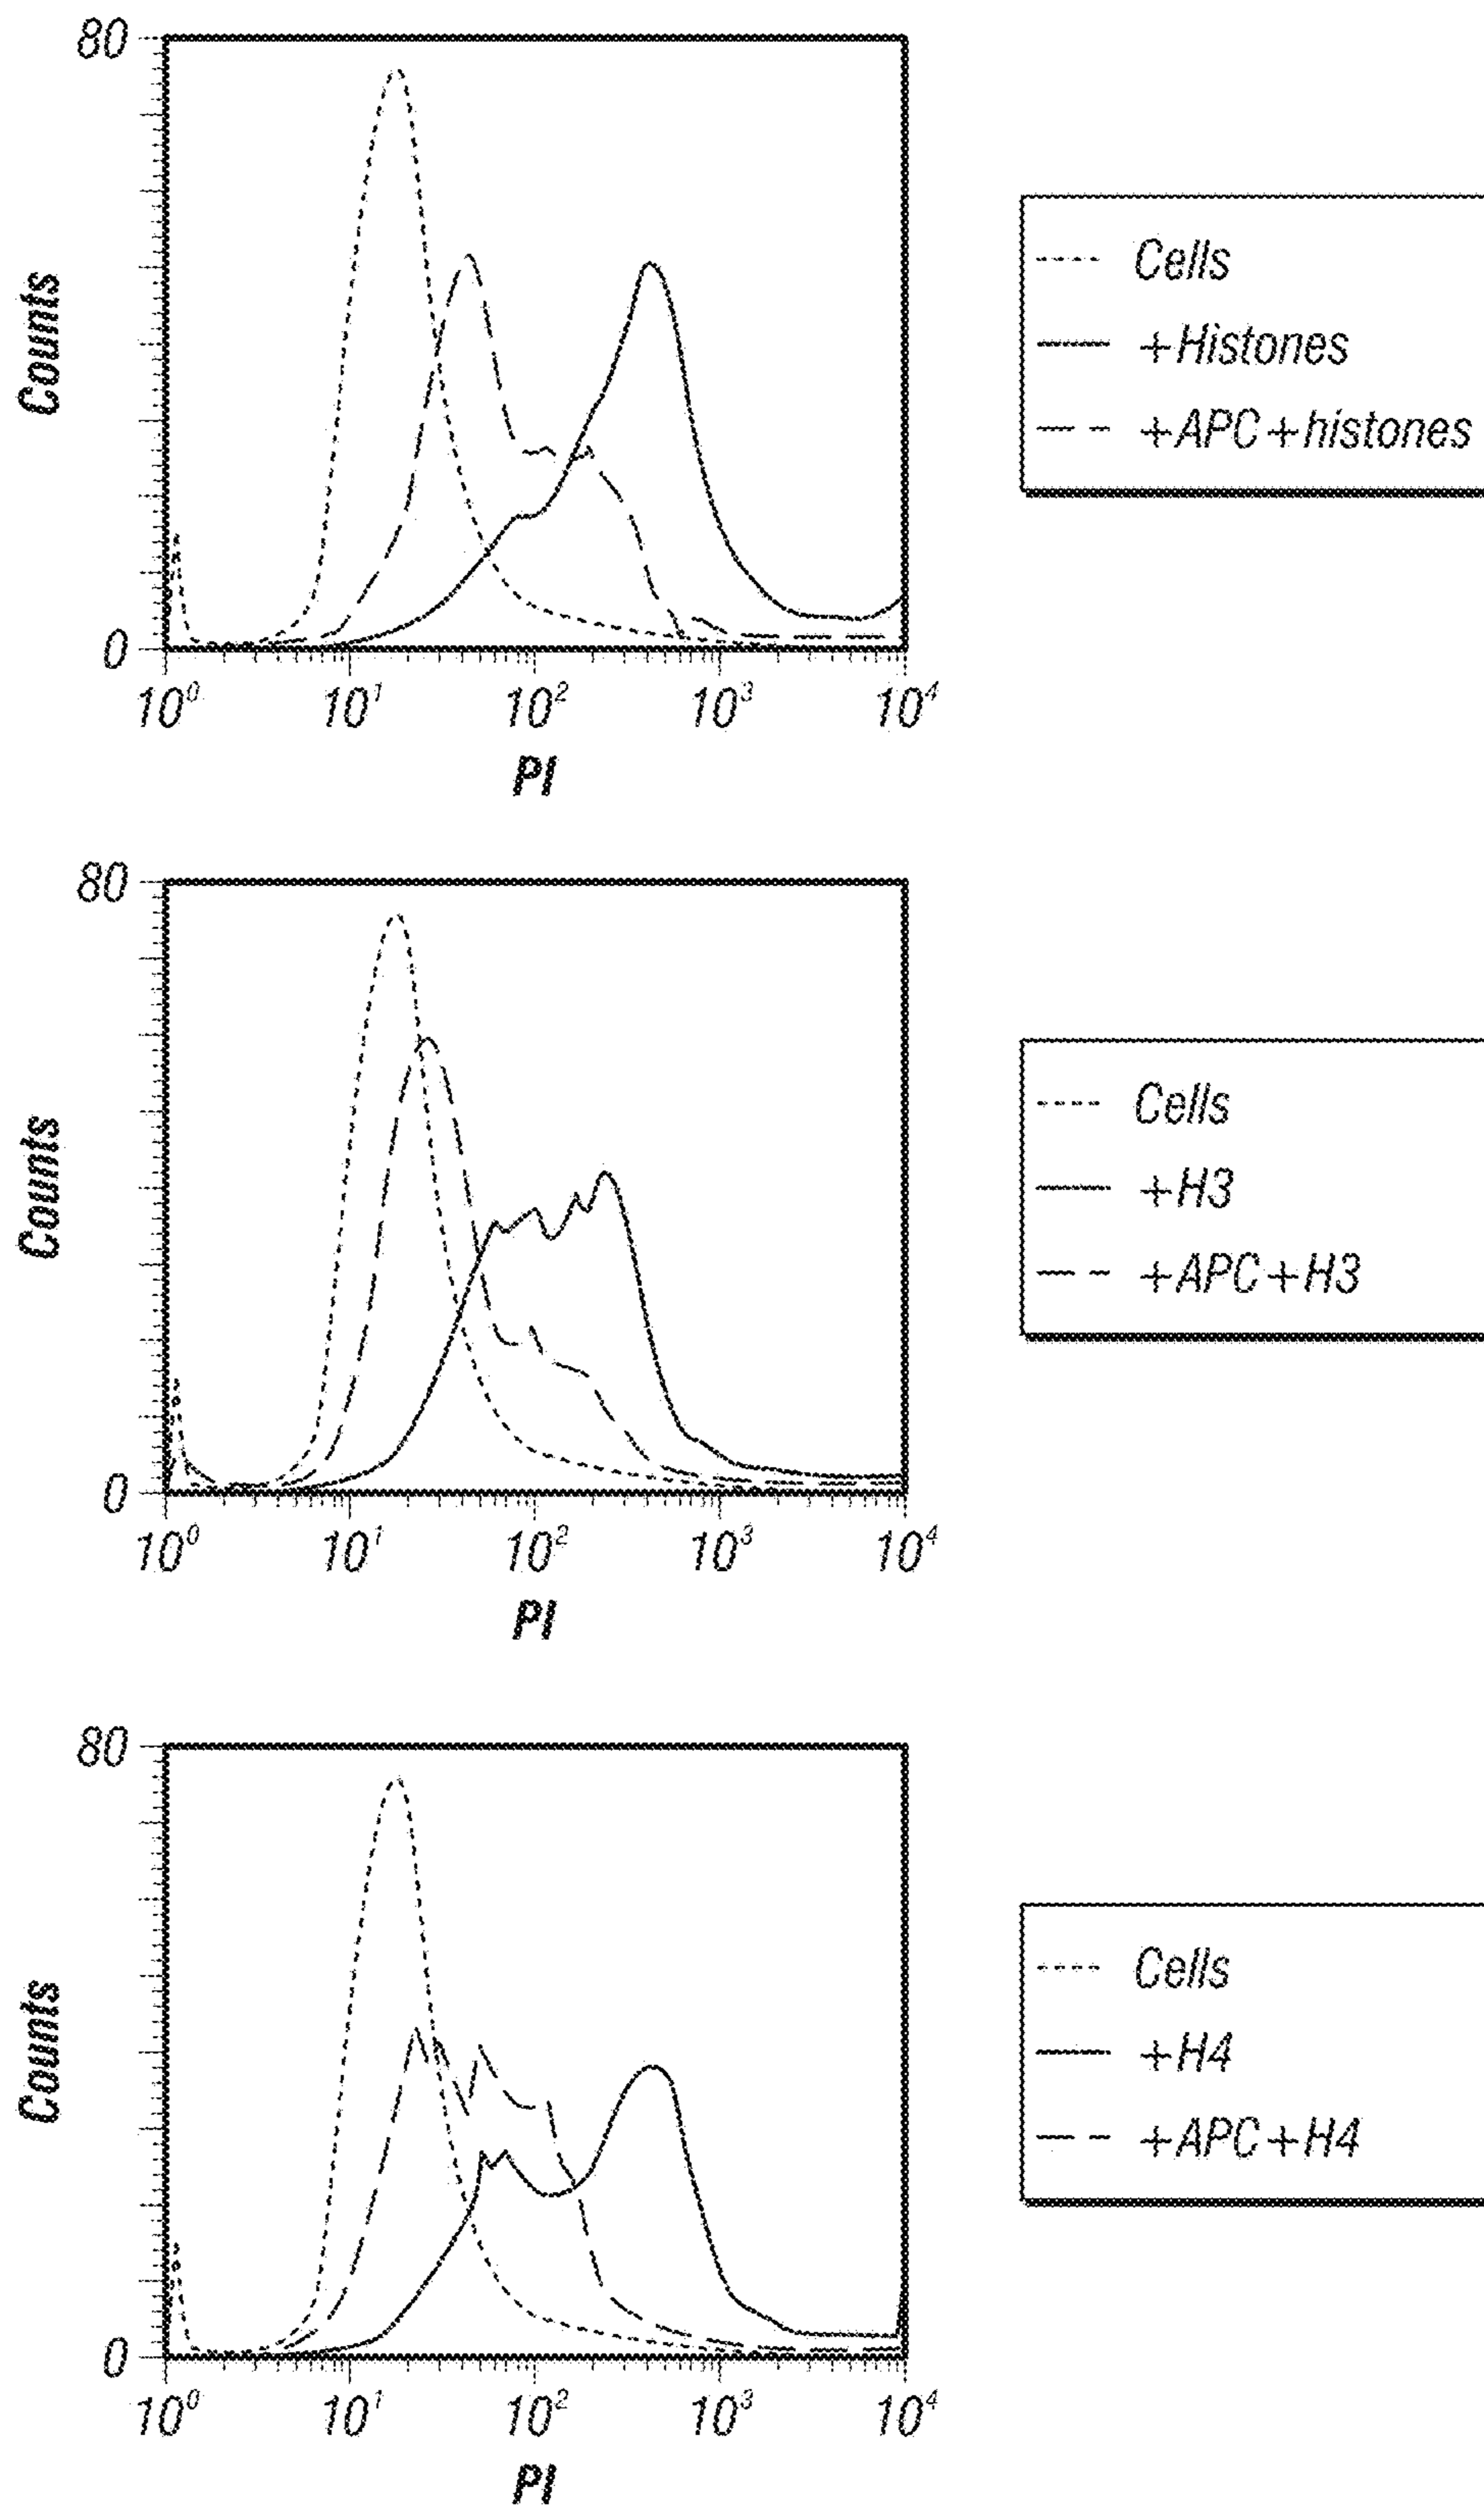 80
Counts
0
10⁰ 10¹ 10² 10³ 10⁴
PI
Cells
+Histones
+APC+histones
80
Counts
0
10⁰ 10¹ 10² 10³ 10⁴
PI
Cells
+H3
+APC+H3
80
Counts
0
10⁰ 10¹ 10² 10³ 10⁴
PI
Cells
+H4
+APC+H4